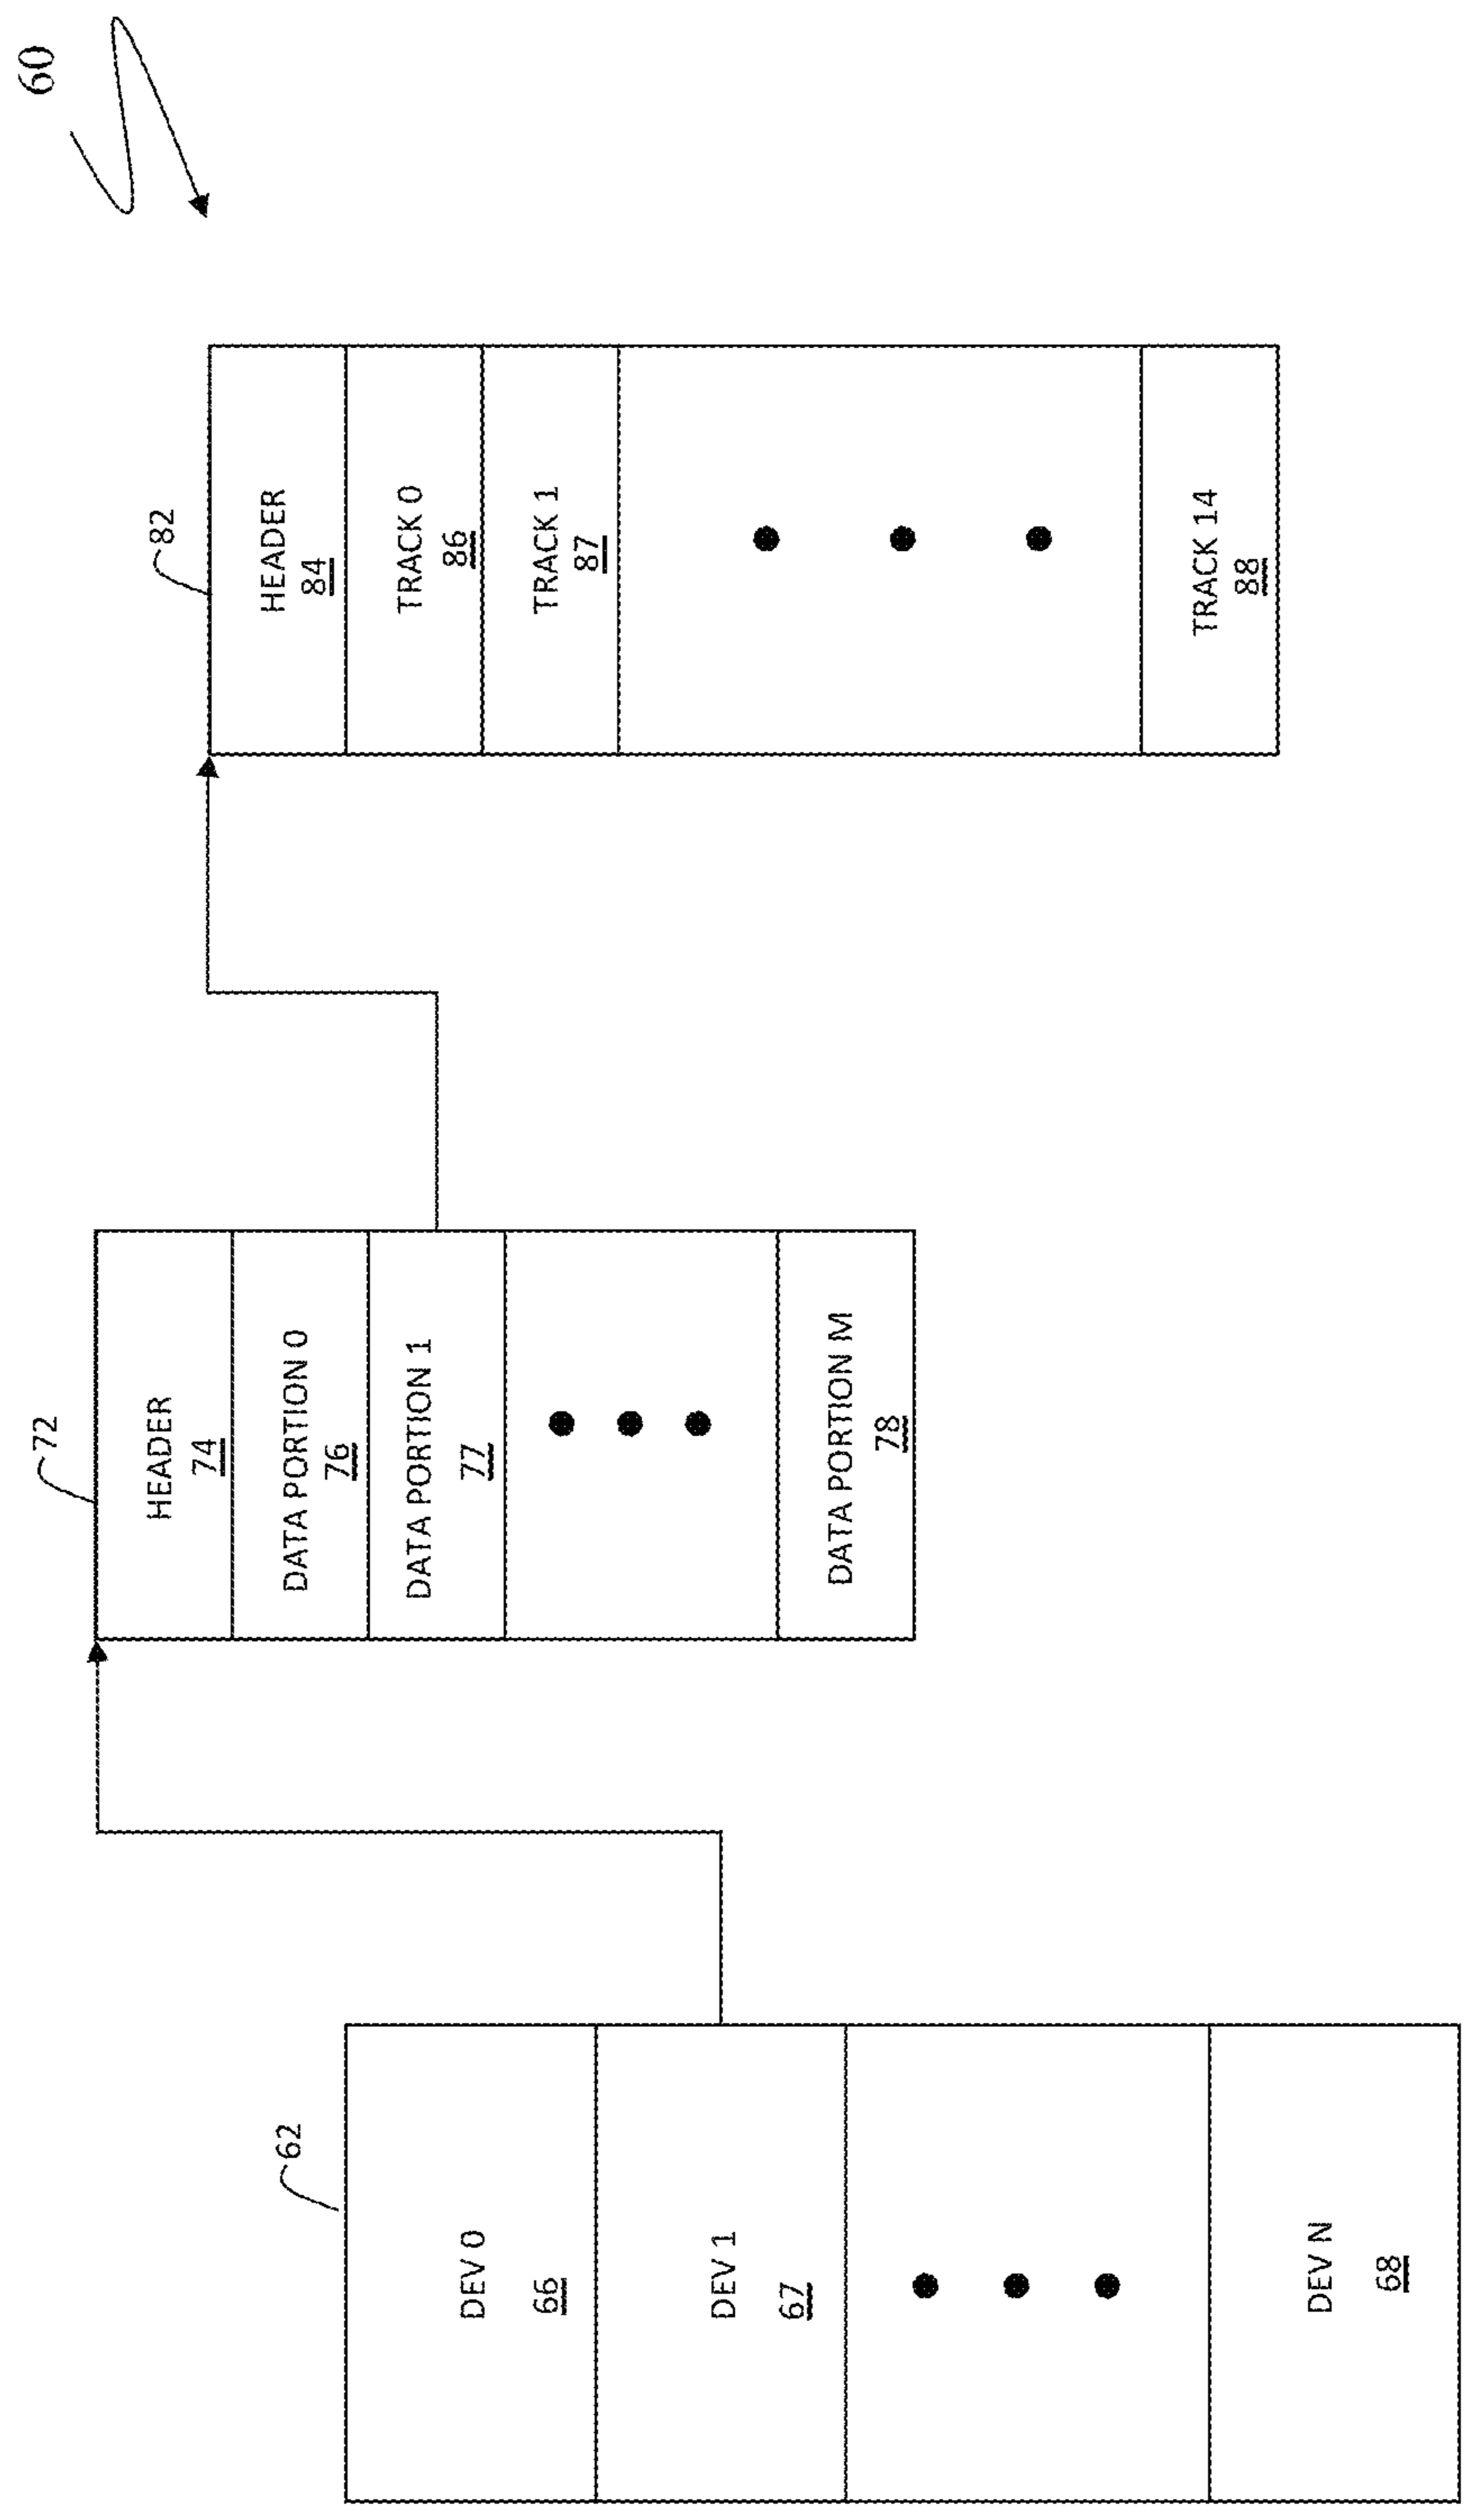 60
62
DEV 0
66
DEV 1
67
DEV N
68
72
HEADER
74
DATA PORTION 0
76
DATA PORTION 1
77
DATA PORTION M
78
82
HEADER
84
TRACK 0
86
TRACK 1
87
TRACK 14
88